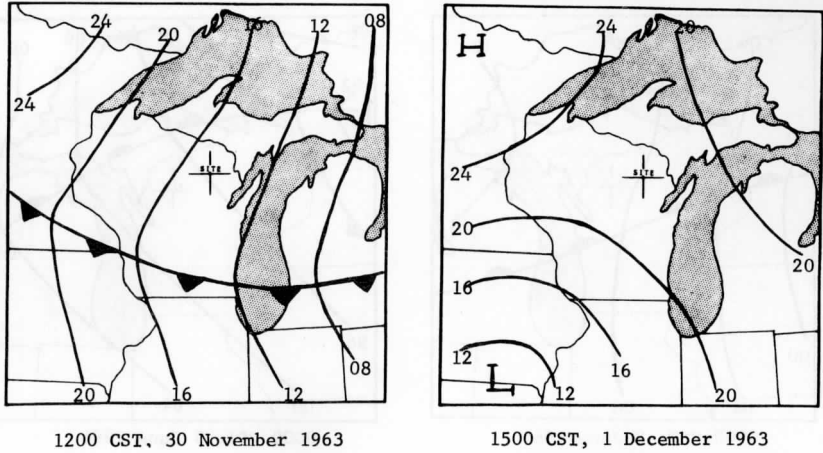 24 20 16 12 08
24
SITE
08
20 16 12
1200 CST, 30 November 1963
H 24 20
24
SITE
20
20
16
12
16
L 12 20
1500 CST, 1 December 1963